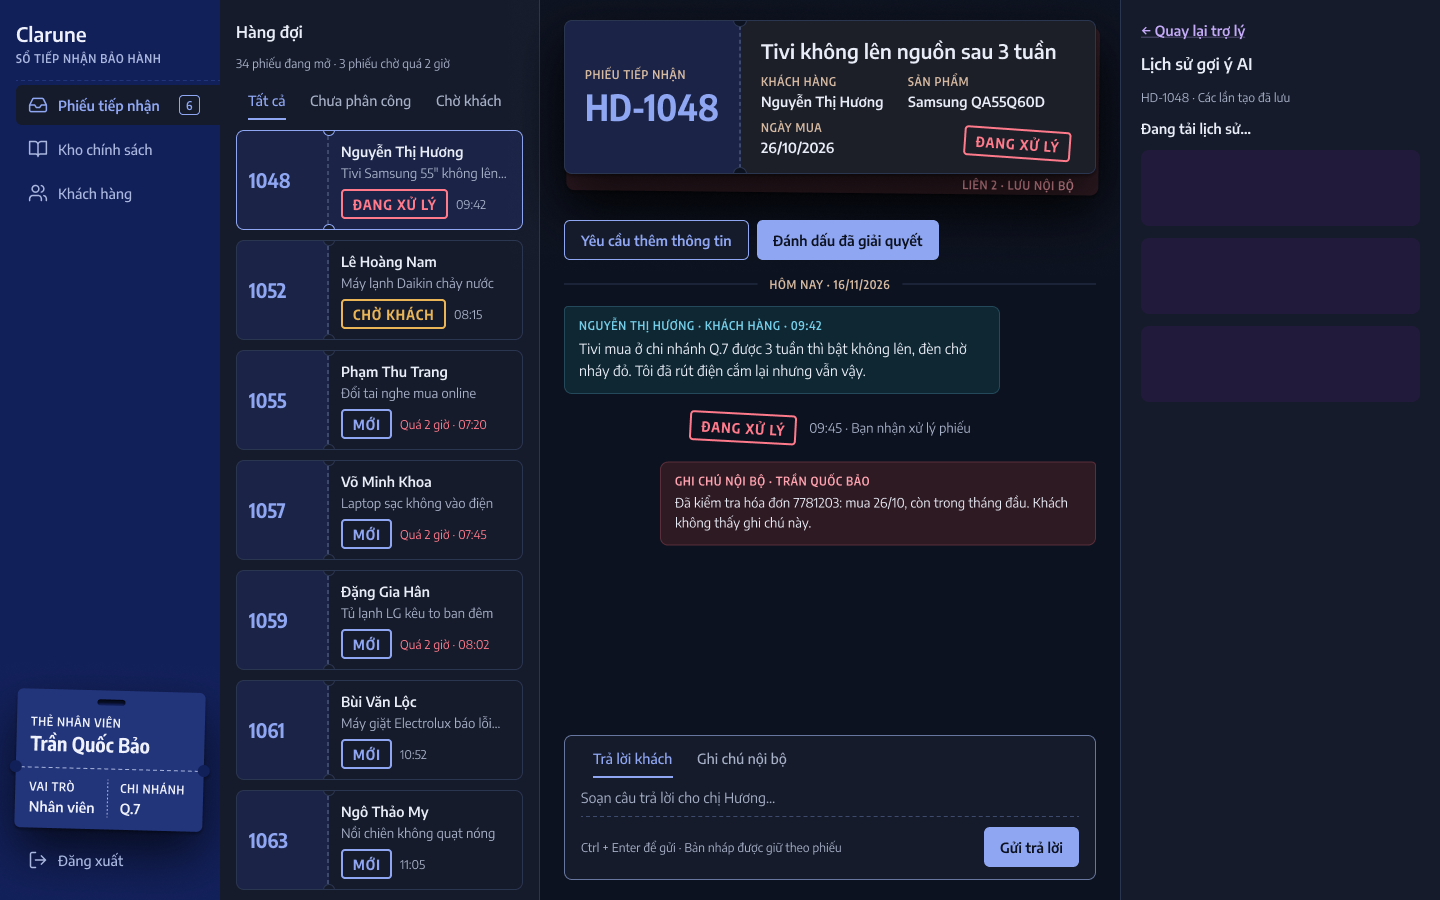 Clarune
SỔ TIẾP NHẬN BẢO HÀNH
Phiếu tiếp nhận 6
Kho chính sách
Khách hàng
THẺ NHÂN VIÊN
Trần Quốc Bảo
VAI TRÒ CHI NHÁNH
Nhân viên Q.7
Đăng xuất
Hàng đợi
34 phiếu đang mở · 3 phiếu chờ quá 2 giờ
Tất cả Chưa phân công Chờ khách
1048
Nguyễn Thị Hương
Tivi Samsung 55" không lên...
ĐANG XỬ LÝ 09:42
1052
Lê Hoàng Nam
Máy lạnh Daikin chảy nước
CHỜ KHÁCH 08:15
1055
Phạm Thu Trang
Đổi tai nghe mua online
MỚI Quá 2 giờ · 07:20
1057
Võ Minh Khoa
Laptop sạc không vào điện
MỚI Quá 2 giờ · 07:45
1059
Đặng Gia Hân
Tủ lạnh LG kêu to ban đêm
MỚI Quá 2 giờ · 08:02
1061
Bùi Văn Lộc
Máy giặt Electrolux báo lỗi...
MỚI 10:52
1063
Ngô Thảo My
Nồi chiên không quạt nóng
MỚI 11:05
PHIẾU TIẾP NHẬN
HD-1048
Tivi không lên nguồn sau 3 tuần
KHÁCH HÀNG SẢN PHẨM
Nguyễn Thị Hương Samsung QA55Q60D
NGÀY MUA
26/10/2026
ĐANG XỬ LÝ
LIÊN 2 · LƯU NỘI BỘ
Yêu cầu thêm thông tin Đánh dấu đã giải quyết
HÔM NAY · 16/11/2026
NGUYỄN THỊ HƯƠNG · KHÁCH HÀNG · 09:42
Tivi mua ở chi nhánh Q.7 được 3 tuần thì bật không lên, đèn chờ
nháy đỏ. Tôi đã rút điện cắm lại nhưng vẫn vậy.
ĐANG XỬ LÝ 09:45 · Bạn nhận xử lý phiếu
GHI CHÚ NỘI BỘ · TRẦN QUỐC BẢO
Đã kiểm tra hóa đơn 7781203: mua 26/10, còn trong tháng đầu. Khách
không thấy ghi chú này.
Trả lời khách Ghi chú nội bộ
Soạn câu trả lời cho chị Hương...
Ctrl + Enter để gửi · Bản nháp được giữ theo phiếu
Gửi trả lời
← Quay lại trợ lý
Lịch sử gợi ý AI
HD-1048 · Các lần tạo đã lưu
Đang tải lịch sử...